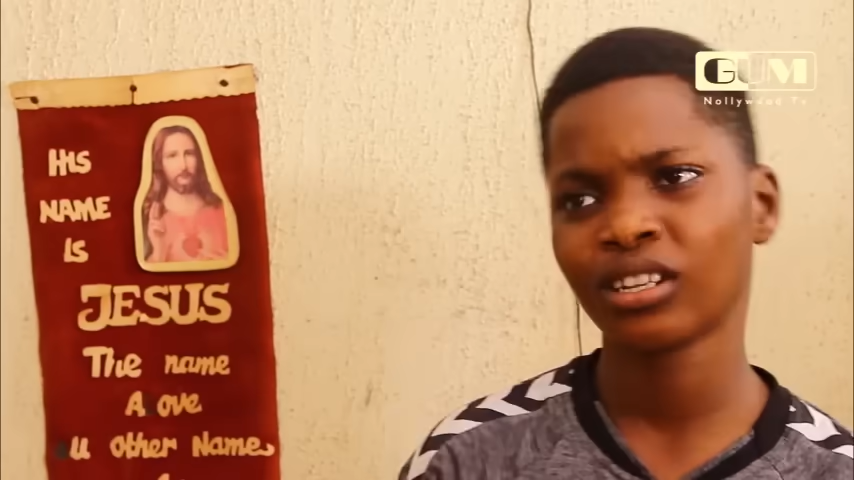 GUM
Nollywood Tv
HIS
NAME
IS
JESUS
The name
A ove
u other Name